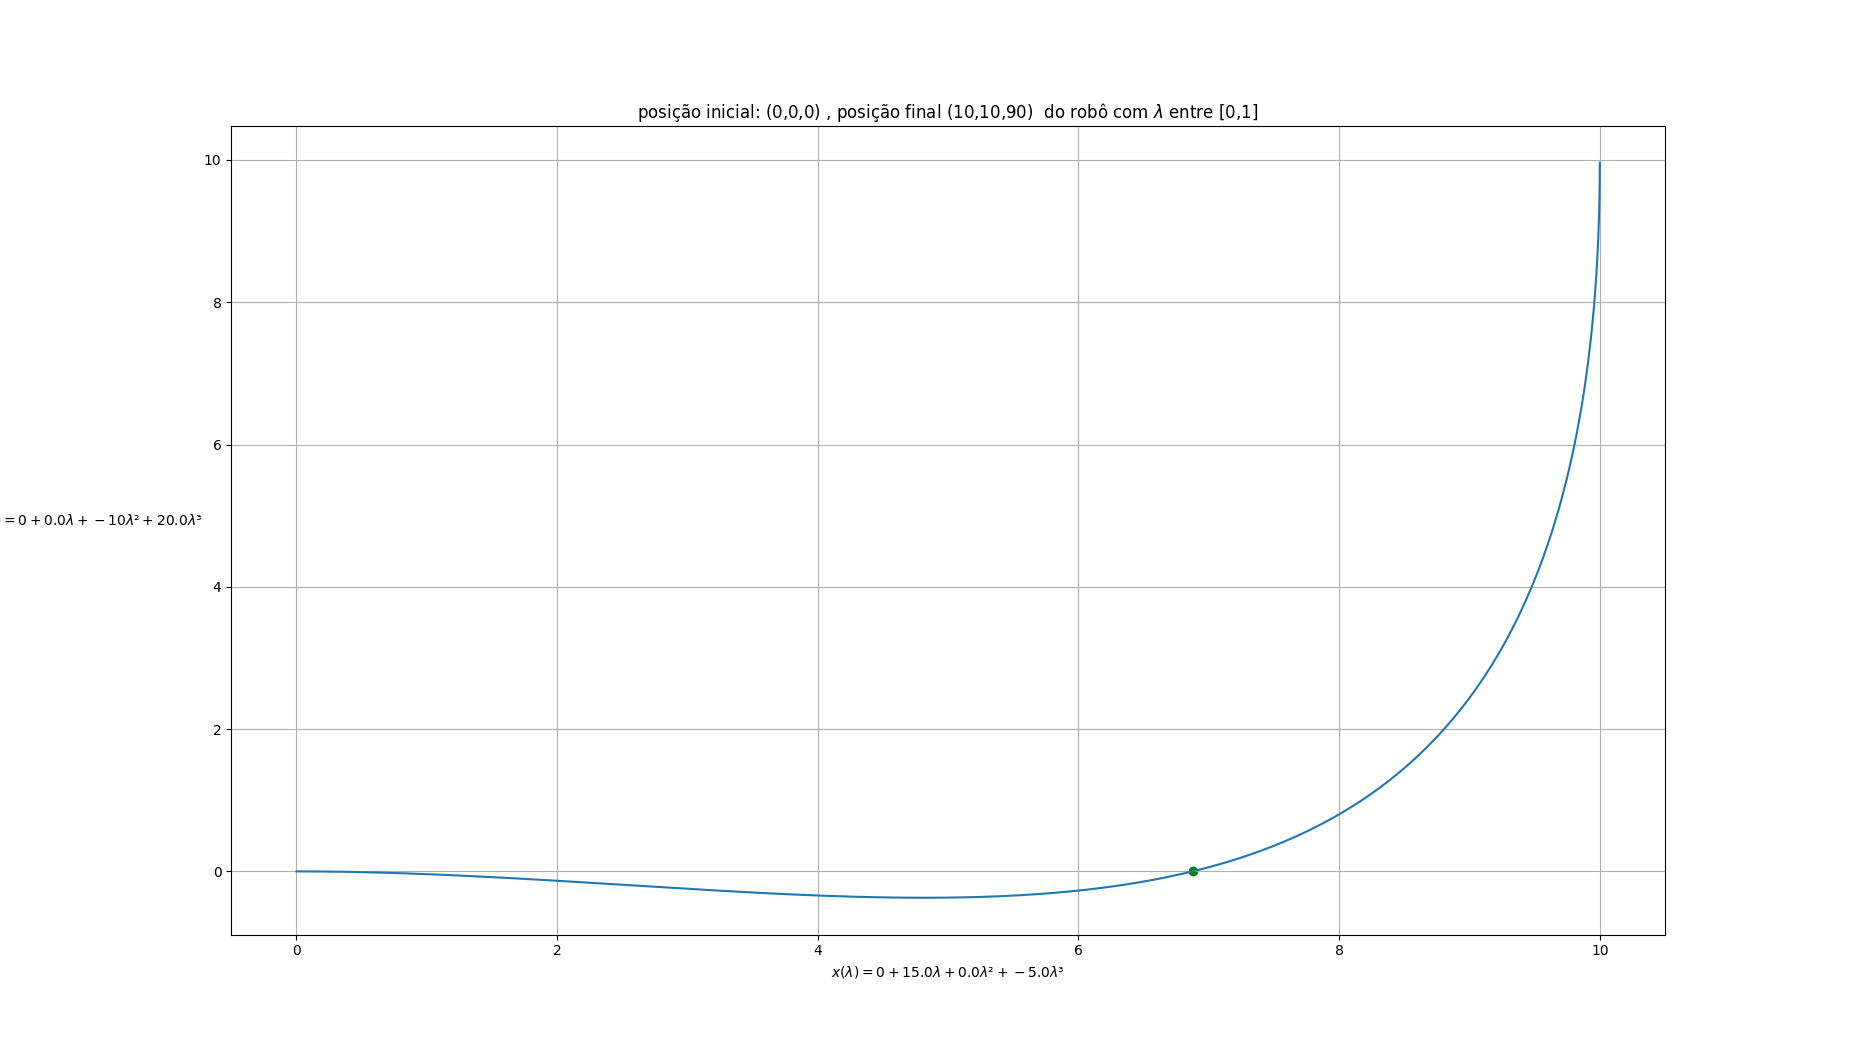 posição inicial: (0,0,0) , posição final (10,10,90)  do robô com λ entre [0,1]
10
8
6
4
2
0
= 0 + 0.0λ + − 10λ² + 20.0λ³
0 2 4 6 8 10
x(λ) = 0 + 15.0λ + 0.0λ² + − 5.0λ³